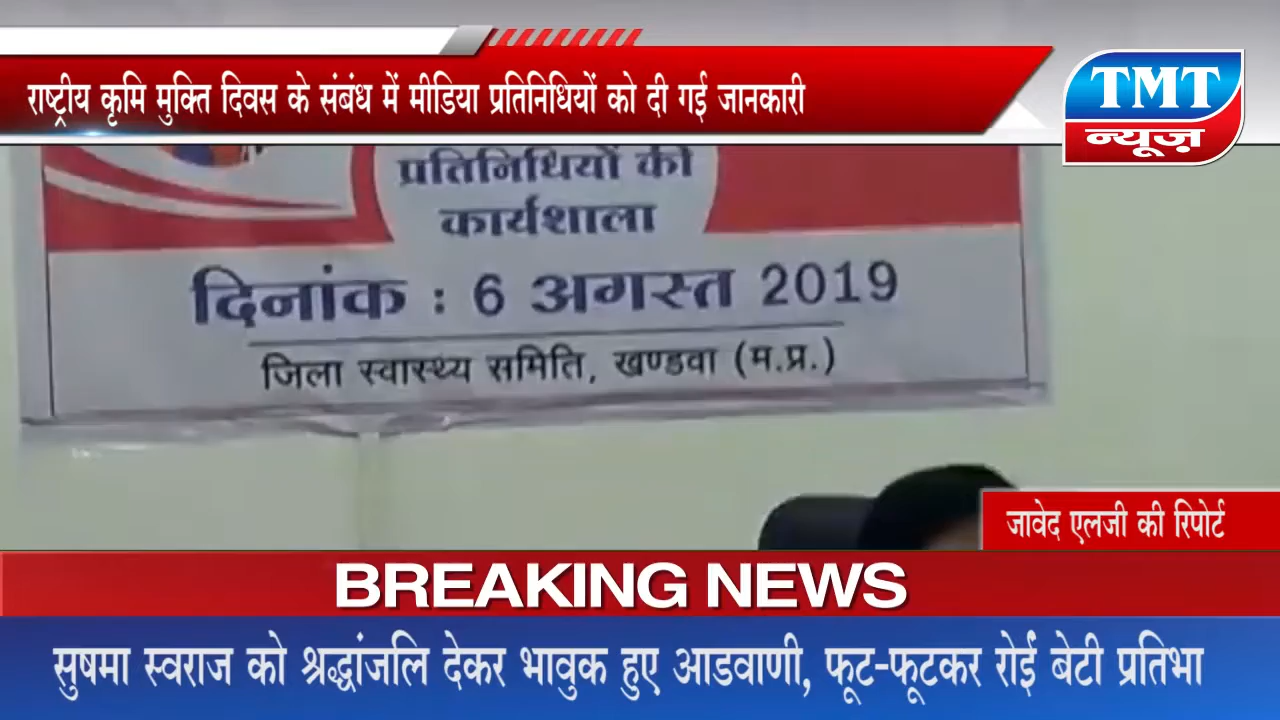 राष्ट्रीय कृमि मुक्ति दिवस के संबंध में मीडिया प्रतिनिधियों को दी गई जानकारी
TMT
न्यूज़
प्रतिनिधियों की
कार्यशाला
दिनांक : 6 अगस्त 2019
जिला स्वास्थ्य समिति, खण्डवा (म.प्र.)
जावेद एलजी की रिपोर्ट
BREAKING NEWS
सुषमा स्वराज को श्रद्धांजलि देकर भावुक हुए आडवाणी, फूट-फूटकर रोईं बेटी प्रतिभा